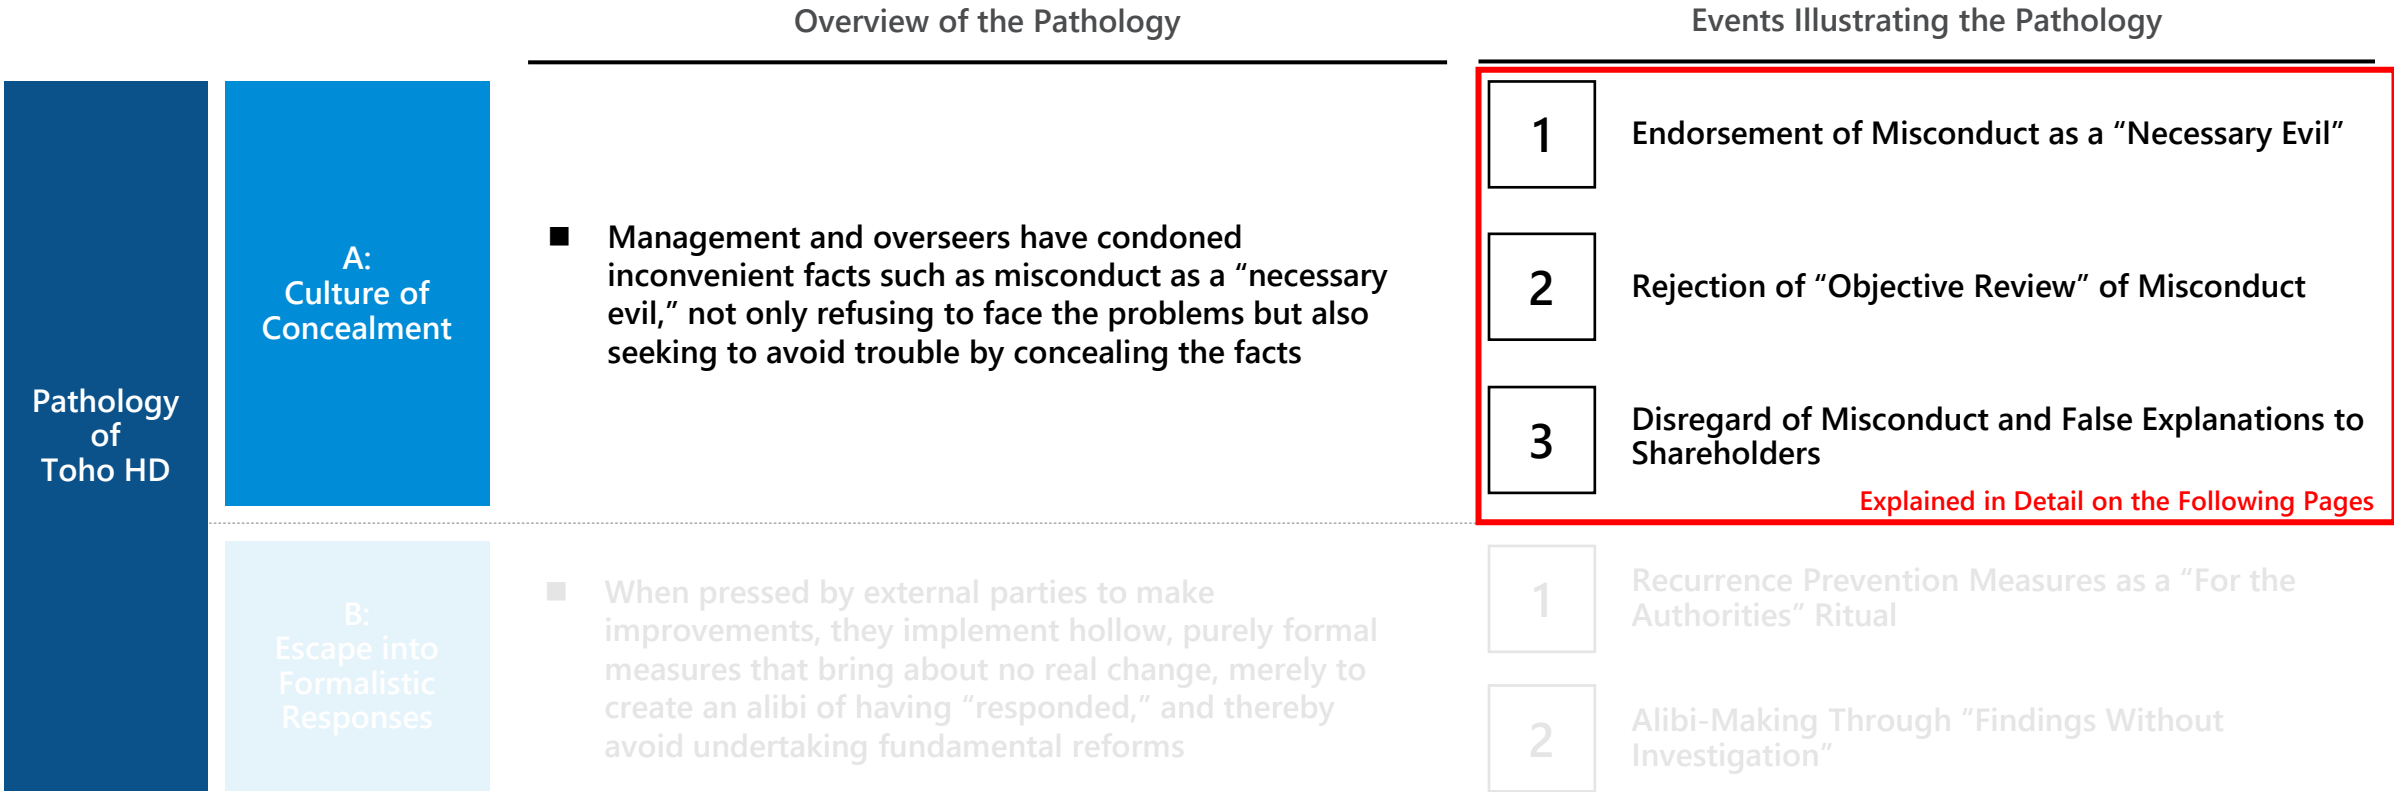 Overview of the Pathology
Events Illustrating the Pathology
Pathology
of
Toho HD
A:
Culture of
Concealment
■ Management and overseers have condoned
inconvenient facts such as misconduct as a “necessary
evil,” not only refusing to face the problems but also
seeking to avoid trouble by concealing the facts
1
Endorsement of Misconduct as a “Necessary Evil”
2
Rejection of “Objective Review” of Misconduct
3
Disregard of Misconduct and False Explanations to
Shareholders
Explained in Detail on the Following Pages
B:
Escape into
Formalistic
Responses
■ When pressed by external parties to make
improvements, they implement hollow, purely formal
measures that bring about no real change, merely to
create an alibi of having “responded,” and thereby
avoid undertaking fundamental reforms
1
Recurrence Prevention Measures as a “For the
Authorities” Ritual
2
Alibi-Making Through “Findings Without
Investigation”